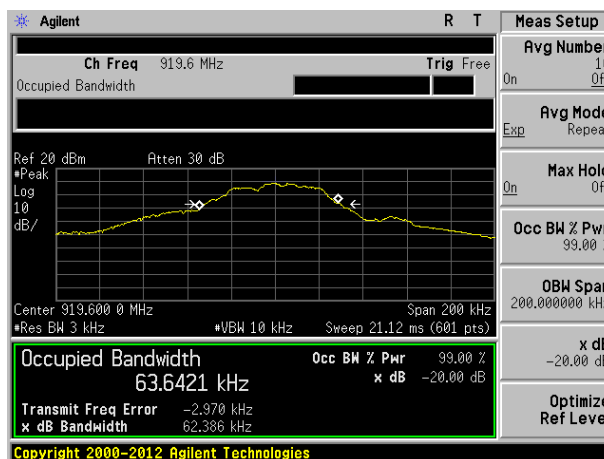 Agilent R T Meas Setup
Ch Freq 919.6 MHz Trig Free
Occupied Bandwidth
Avg Number
On
Avg Mode
Exp Repea
Ref 20 dBm Atten 30 dB
#Peak
Log
10
dB/
Max Hold
On
Occ BW % Pwr
99.00
OBW Span
200.000000 kHz
Center 919.600 0 MHz Span 200 kHz
#Res BW 3 kHz #VBW 10 kHz Sweep 21.12 ms (601 pts)
Occupied Bandwidth
63.6421 kHz
Occ BW % Pwr 99.00 %
x dB -20.00 dB
Transmit Freq Error -2.970 kHz
x dB Bandwidth 62.386 kHz
x dB
-20.00 dB
Optimize
Ref Level
Copyright 2000-2012 Agilent Technologies